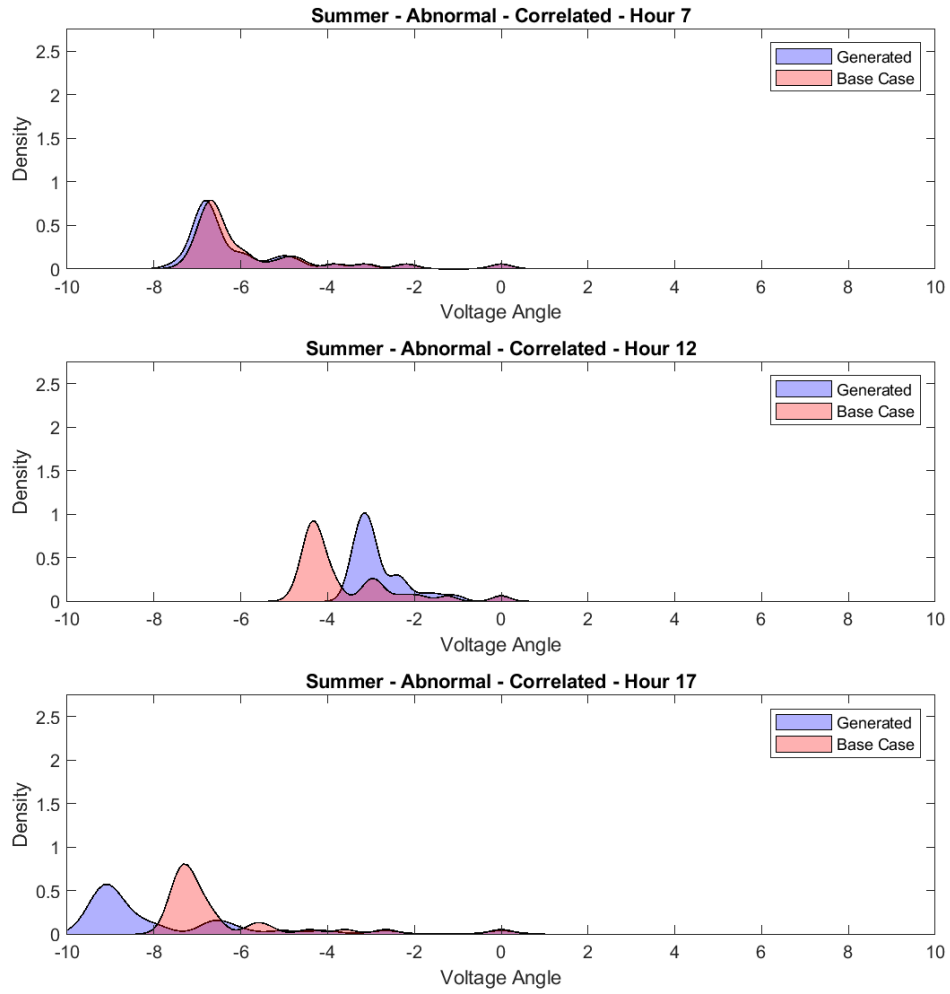 Summer - Abnormal - Correlated - Hour 7
2.5
2
1.5
1
0.5
0
Density
Generated
Base Case
-10 -8 -6 -4 -2 0 2 4 6 8 10
Voltage Angle
Summer - Abnormal - Correlated - Hour 12
2.5
2
1.5
1
0.5
0
Density
Generated
Base Case
-10 -8 -6 -4 -2 0 2 4 6 8 10
Voltage Angle
Summer - Abnormal - Correlated - Hour 17
2.5
2
1.5
1
0.5
0
Density
Generated
Base Case
-10 -8 -6 -4 -2 0 2 4 6 8 10
Voltage Angle